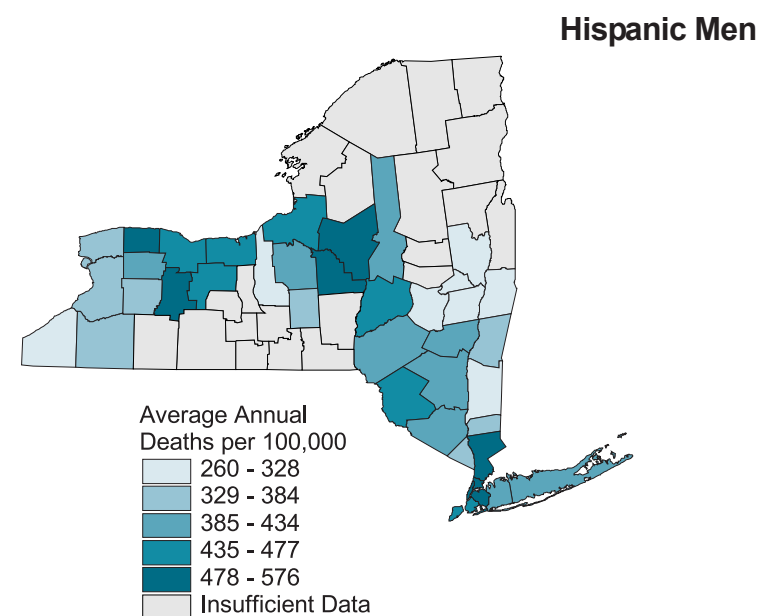 Hispanic Men
Average Annual
Deaths per 100,000
260 - 328
329 - 384
385 - 434
435 - 477
478 - 576
Insufficient Data